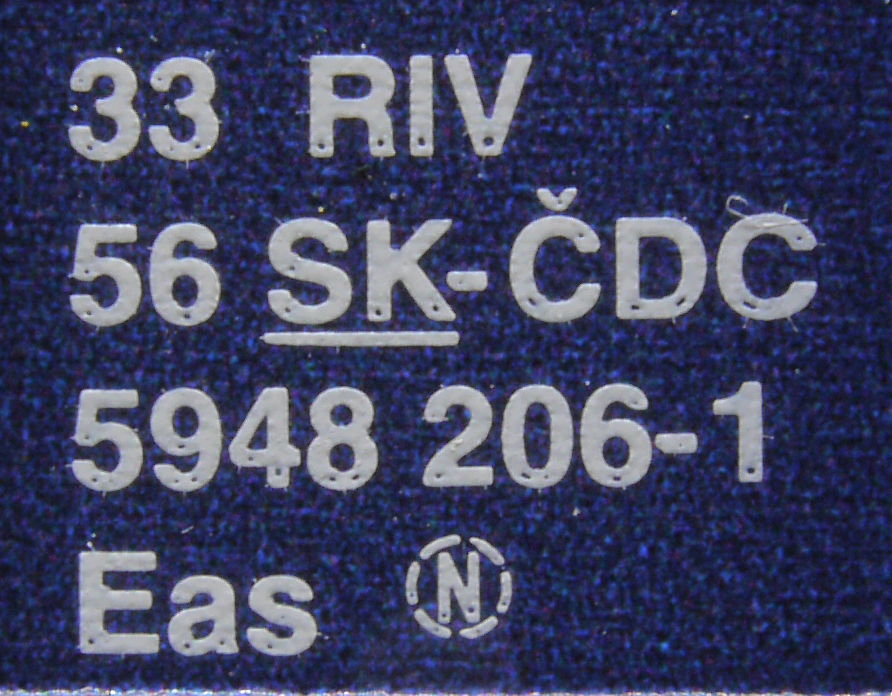 33 RIV
56 SK-ČDC
5948 206-1
Eas N